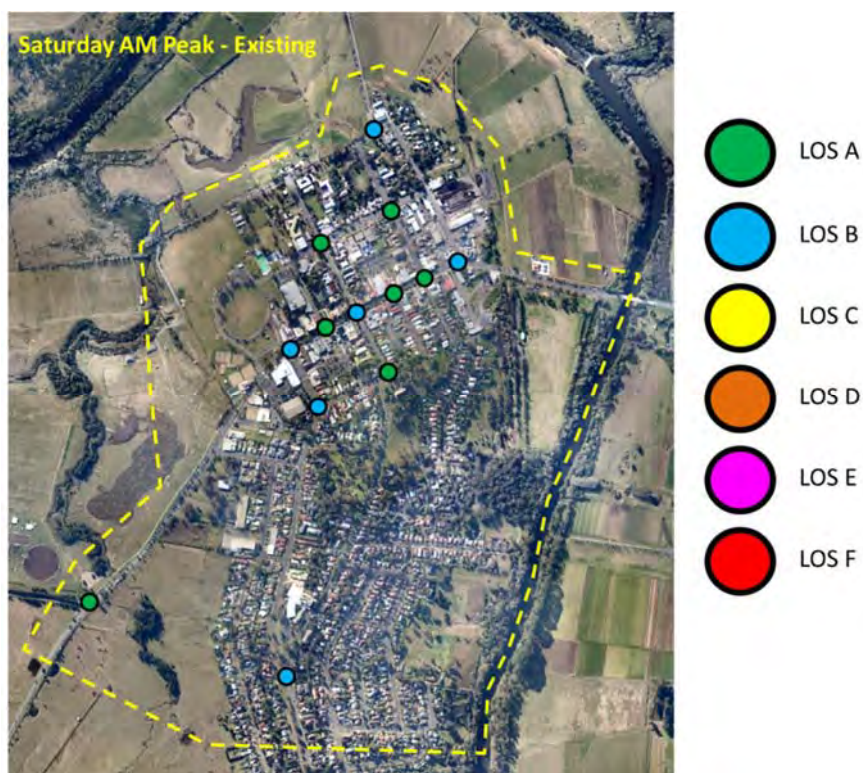 Saturday AM Peak - Existing
LOS A
LOS B
LOS C
LOS D
LOS E
LOS F